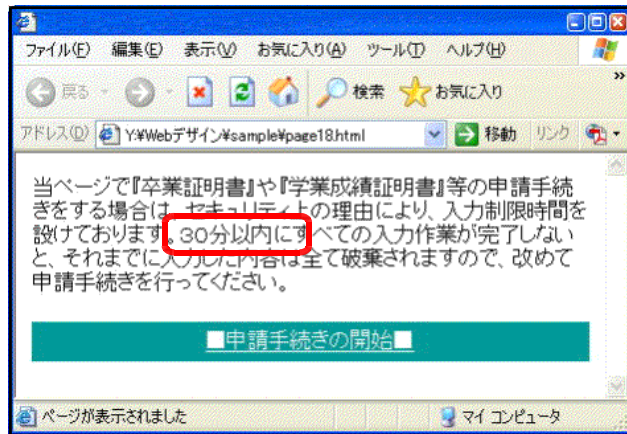 ファイル(F) 編集(E) 表示(V) お気に入り(A) ツール(T) ヘルプ(H)
戻る 検索 お気に入り »
アドレス(D) Y:¥Webデザイン¥sample¥page18.html 移動 リンク
当ページで『卒業証明書』や『学業成績証明書』等の申請手続
きをする場合は、セキュリティ上の理由により、入力制限時間を
設けております。30分以内にすべての入力作業が完了しない
と、それまでに入力した内容は全て破棄されますので、改めて
申請手続きを行ってください。
■申請手続きの開始■
ページが表示されました マイ コンピュータ